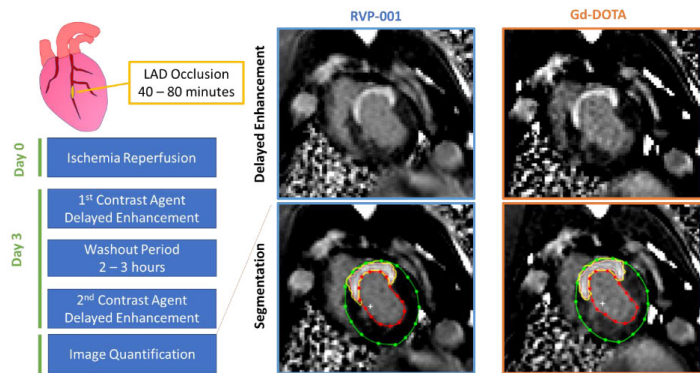 RVP-001
Gd-DOTA
LAD Occlusion
40 – 80 minutes
Day 0
Ischemia Reperfusion
Day 3
1st Contrast Agent
Delayed Enhancement
Washout Period
2 – 3 hours
2nd Contrast Agent
Delayed Enhancement
Image Quantification
Delayed Enhancement
Segmentation